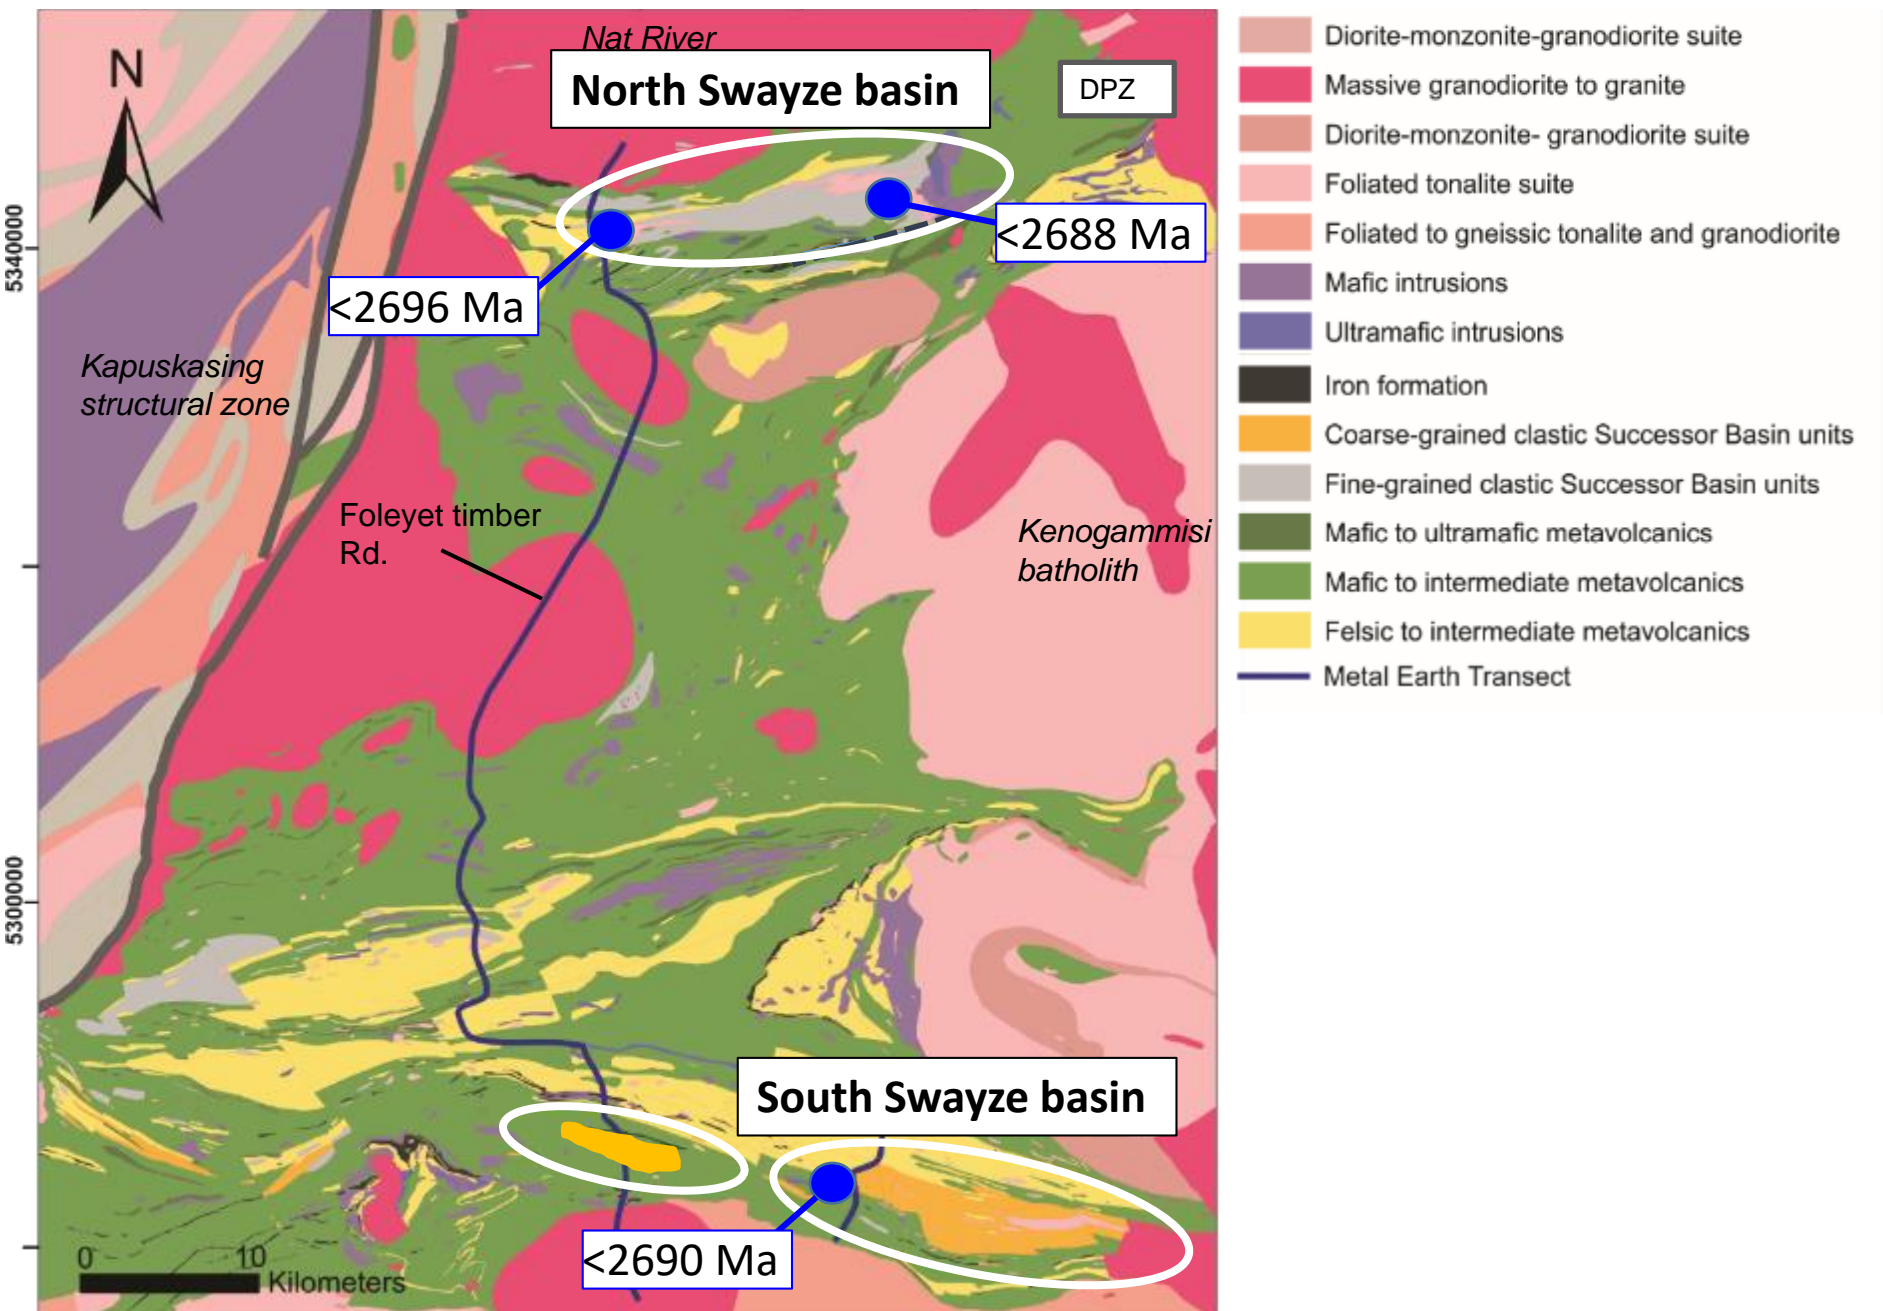 Nat River
North Swayze basin
DPZ
N
5340000
<2688 Ma
<2696 Ma
Kapuskasing
structural zone
Foleyet timber
Rd.
Kenogammisi
batholith
5300000
South Swayze basin
<2690 Ma
0 10
Kilometers
Diorite-monzonite-granodiorite suite
Massive granodiorite to granite
Diorite-monzonite- granodiorite suite
Foliated tonalite suite
Foliated to gneissic tonalite and granodiorite
Mafic intrusions
Ultramafic intrusions
Iron formation
Coarse-grained clastic Successor Basin units
Fine-grained clastic Successor Basin units
Mafic to ultramafic metavolcanics
Mafic to intermediate metavolcanics
Felsic to intermediate metavolcanics
Metal Earth Transect